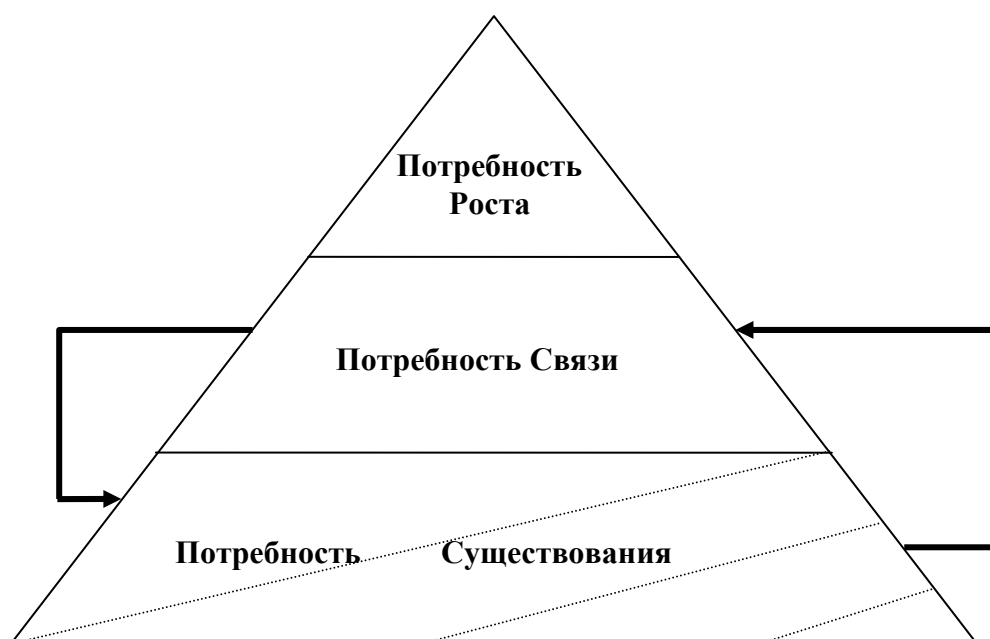 Потребность
Роста
Потребность Связи
Потребность Существования